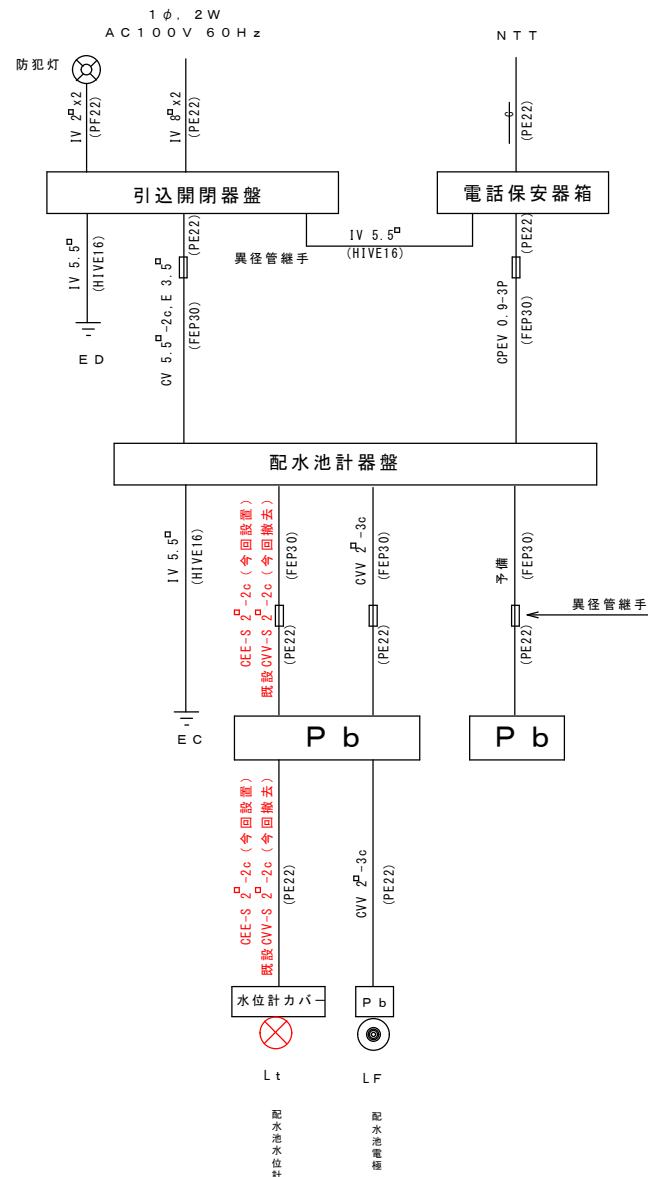 1φ, 2W
AC100V 60Hz
NTT
防犯灯
IV 2□x2
(PF22)
IV 8□x2
(PE22)
(PE22)
引込開閉器盤
電話保安器箱
IV 5.5□
(HIVE16)
異径管継手
IV 5.5□
(HIVE16)
ED
(PE22)
CV 5.5□-2c,E 3.5□
(FEP30)
(PE22)
CPEV 0.9-3P
(FEP30)
配水池計器盤
IV 5.5□
(HIVE16)
EC
CEE-S 2□-2c (今回設置)
既設CVV-S 2□-2c (今回撤去)
(FEP30)
(PE22)
CVV 2□-3c
(FEP30)
(PE22)
予備
(FEP30)
(PE22)
異径管継手
Pb
Pb
CEE-S 2□-2c (今回設置)
既設CVV-S 2□-2c (今回撤去)
(PE22)
CVV 2□-3c
(PE22)
水位計カバー
Pb
Lt
LF
配水池水位計
配水池電極